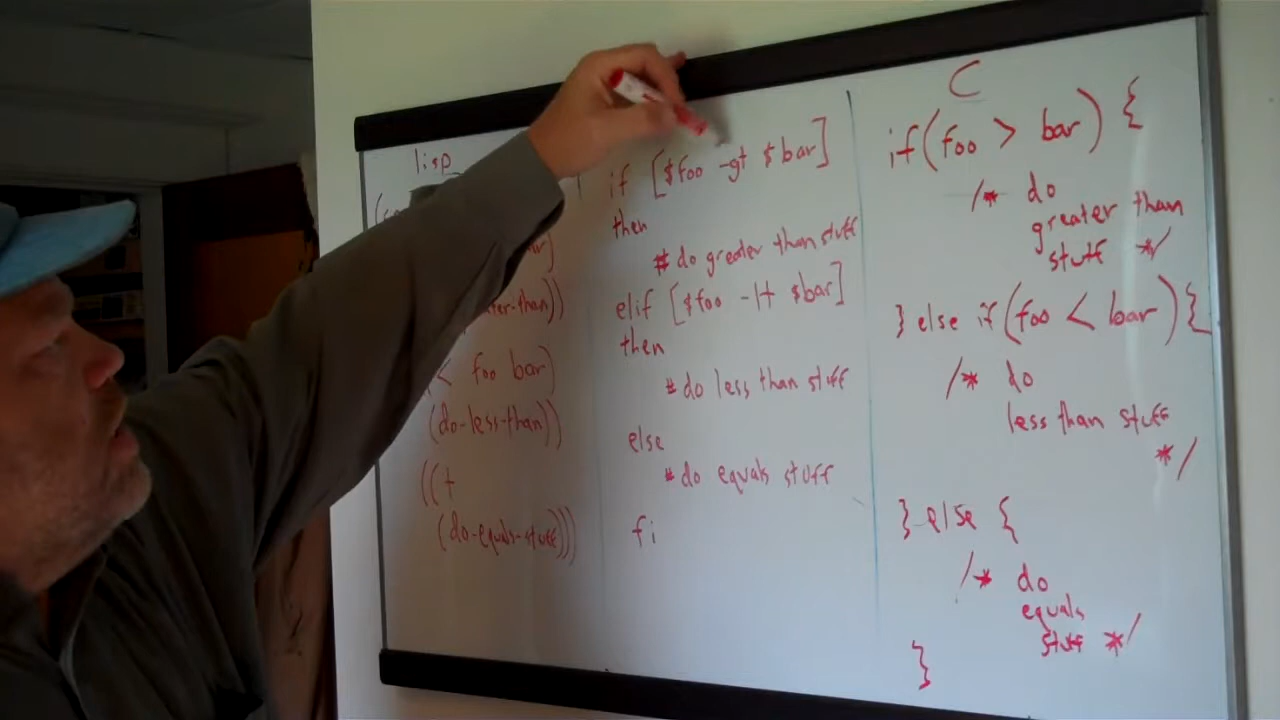 lisp
ter-than))
< foo bar)
(do-less-than))
((t
(do-equals-stuff)))
if [$foo -gt $bar]
then
# do greater than stuff
elif [$foo -lt $bar]
then
# do less than stuff
else
# do equals stuff
fi
C
if(foo > bar) {
/* do
greater than
stuff */
} else if(foo < bar){
/* do
less than stuff
*/
} else {
/* do
equals
stuff */
}